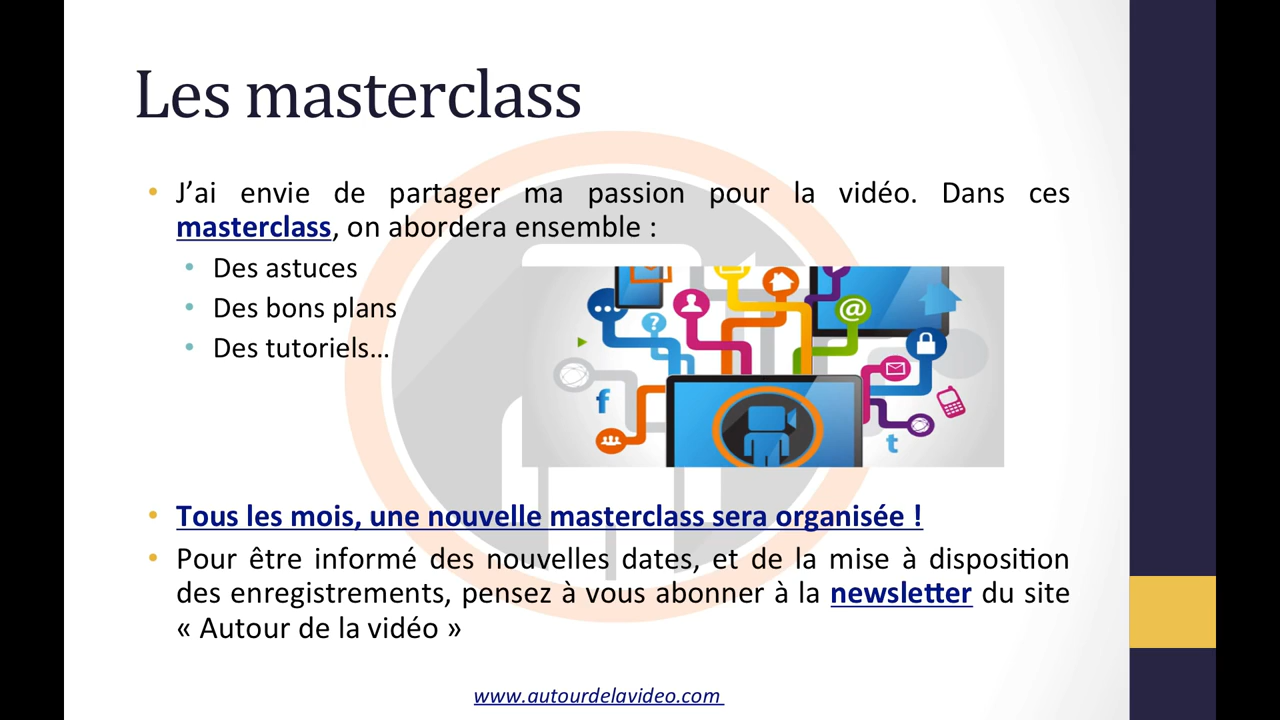 Les masterclass
• J’ai envie de partager ma passion pour la vidéo. Dans ces
masterclass, on abordera ensemble :
• Des astuces
• Des bons plans
• Des tutoriels…
?
@
f
t
• Tous les mois, une nouvelle masterclass sera organisée !
• Pour être informé des nouvelles dates, et de la mise à disposition
des enregistrements, pensez à vous abonner à la newsletter du site
« Autour de la vidéo »
www.autourdelavideo.com